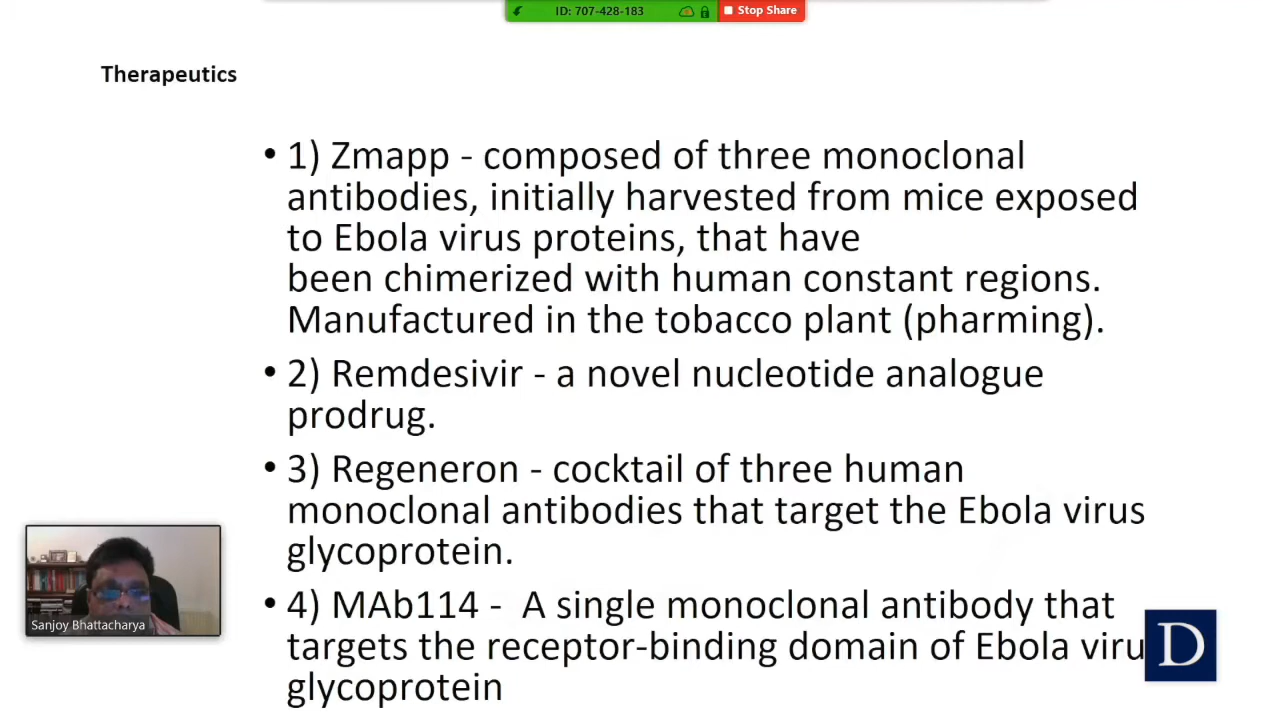 ID: 707-428-183
Stop Share
Therapeutics
• 1) Zmapp - composed of three monoclonal
antibodies, initially harvested from mice exposed
to Ebola virus proteins, that have
been chimerized with human constant regions.
Manufactured in the tobacco plant (pharming).
• 2) Remdesivir - a novel nucleotide analogue
prodrug.
• 3) Regeneron - cocktail of three human
monoclonal antibodies that target the Ebola virus
glycoprotein.
• 4) MAb114 - A single monoclonal antibody that
targets the receptor-binding domain of Ebola viru
glycoprotein
Sanjoy Bhattacharya
D